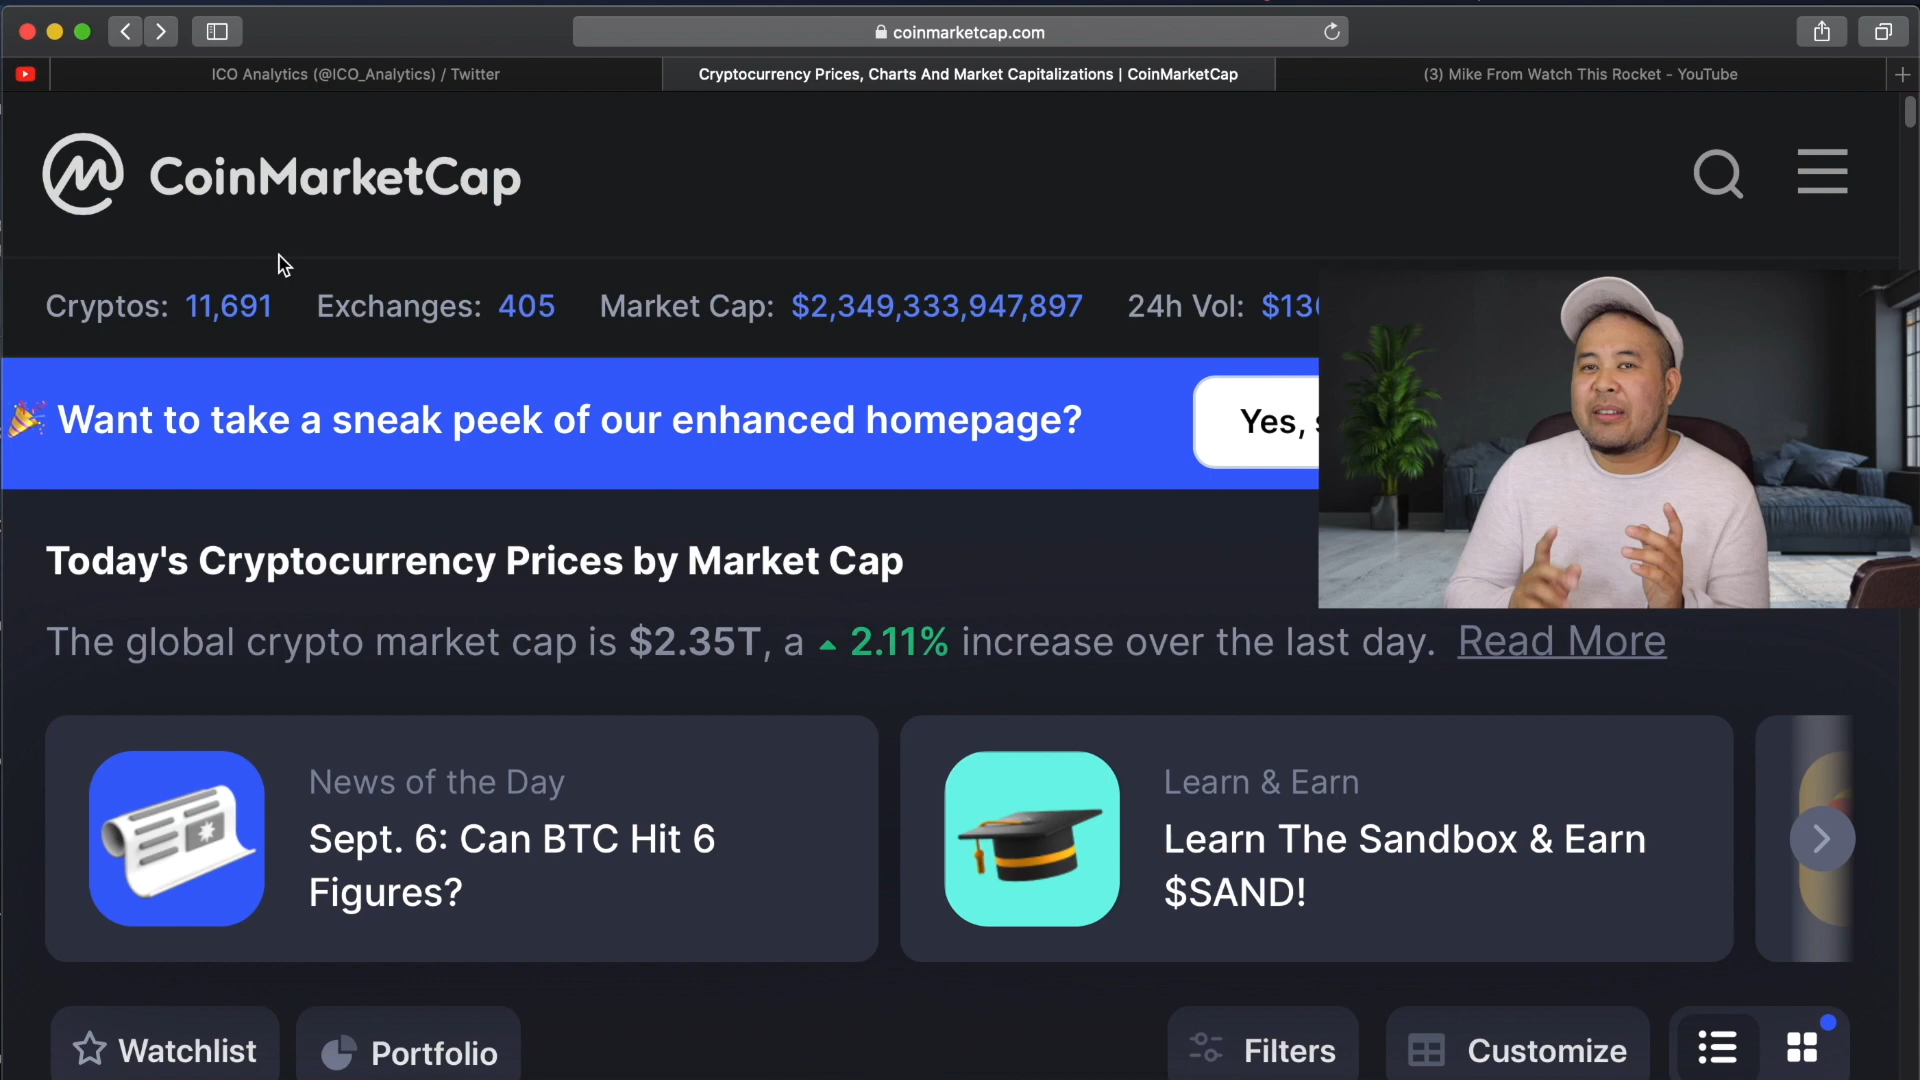 coinmarketcap.com
ICO Analytics (@ICO_Analytics) / Twitter
Cryptocurrency Prices, Charts And Market Capitalizations | CoinMarketCap
(3) Mike From Watch This Rocket - YouTube
CoinMarketCap
Cryptos: 11,691 Exchanges: 405 Market Cap: $2,349,333,947,897 24h Vol:
Want to take a sneak peek of our enhanced homepage?
Yes,
Today's Cryptocurrency Prices by Market Cap
The global crypto market cap is $2.35T, a 2.11% increase over the last day. Read More
News of the Day
Sept. 6: Can BTC Hit 6
Figures?
Learn & Earn
Learn The Sandbox & Earn
$SAND!
Watchlist
Portfolio
Filters
Customize